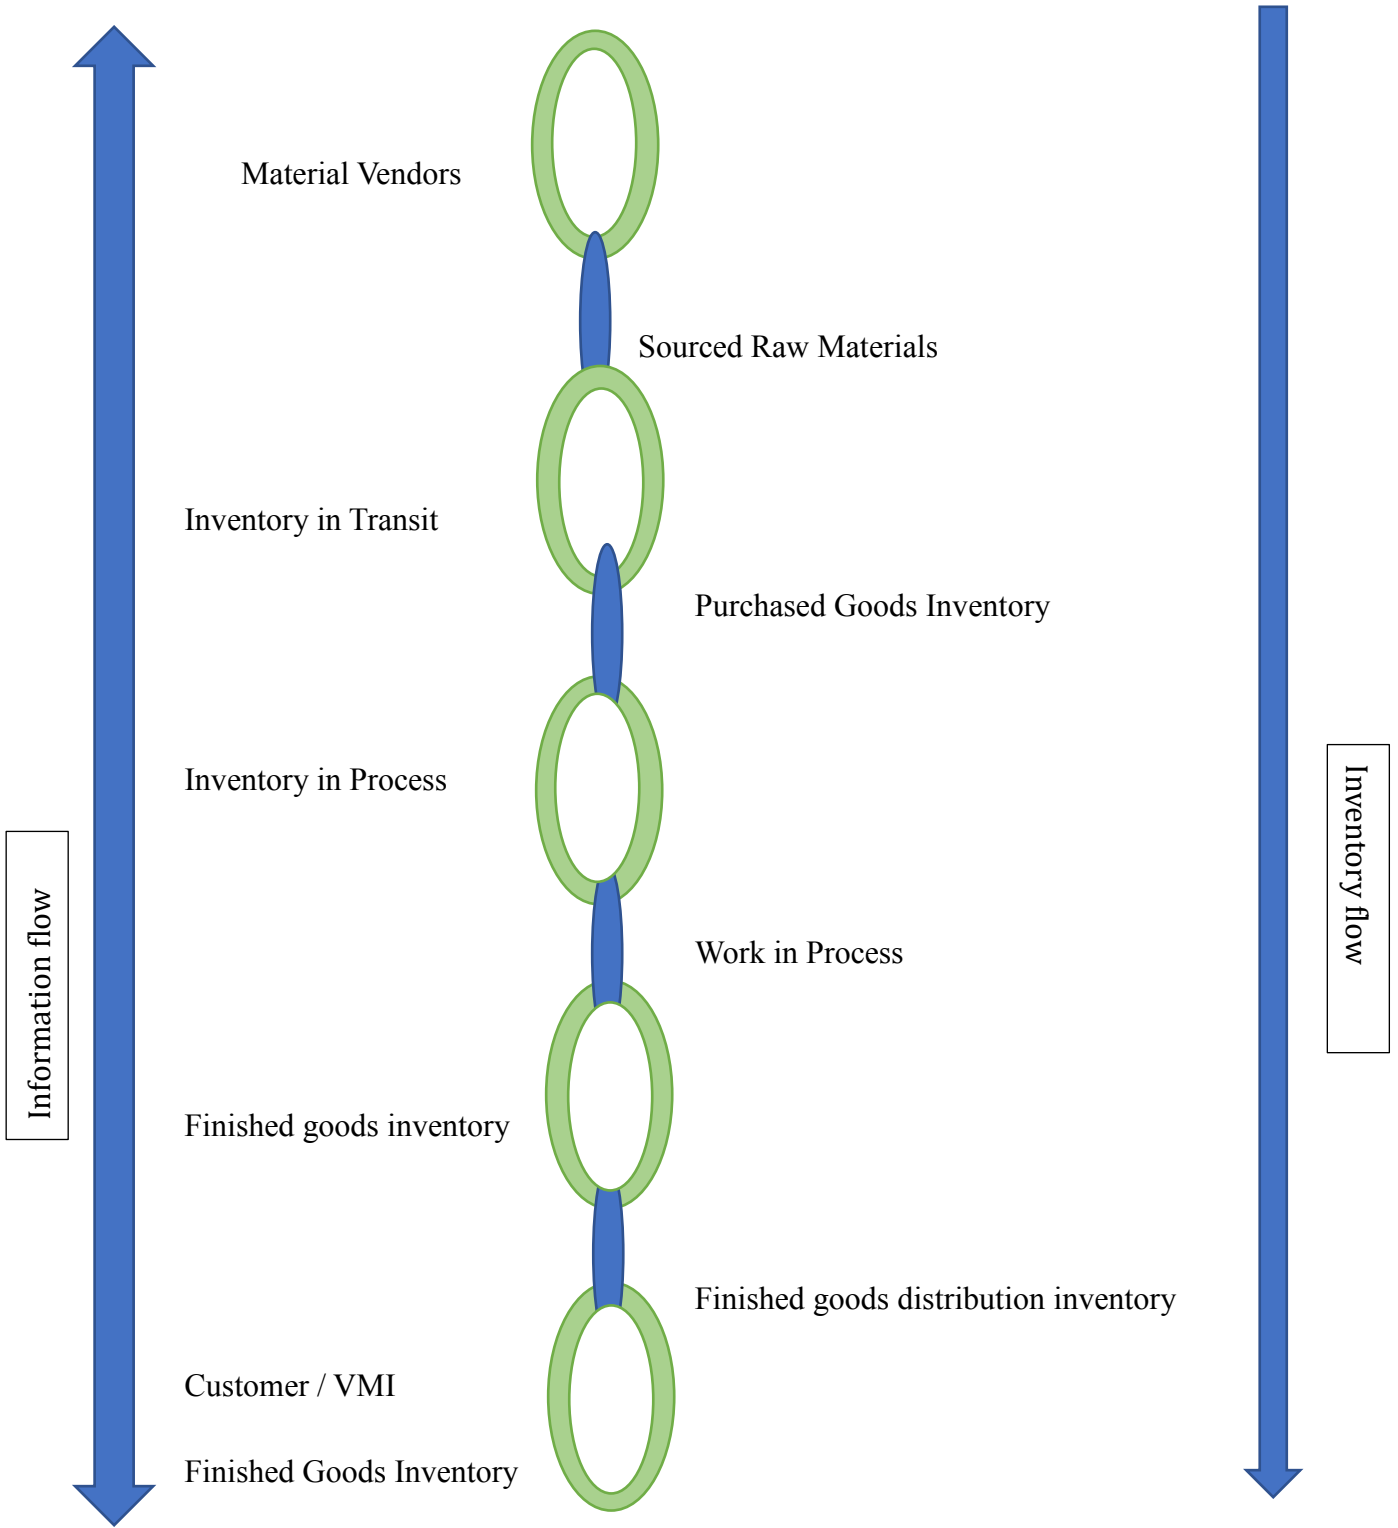 Material Vendors
Sourced Raw Materials
Inventory in Transit
Purchased Goods Inventory
Inventory in Process
Information flow
Inventory flow
Work in Process
Finished goods inventory
Finished goods distribution inventory
Customer / VMI
Finished Goods Inventory